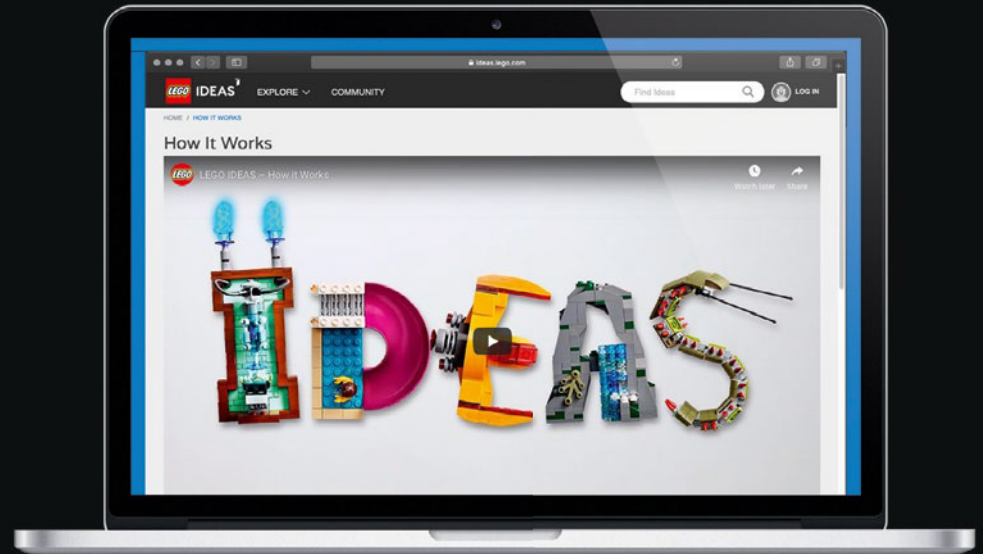 ideas.lego.com
LEGO IDEAS EXPLORE COMMUNITY Find Ideas LOG IN
HOME / HOW IT WORKS
How It Works
LEGO LEGO IDEAS – How it Works
Watch later Share
IDEAS